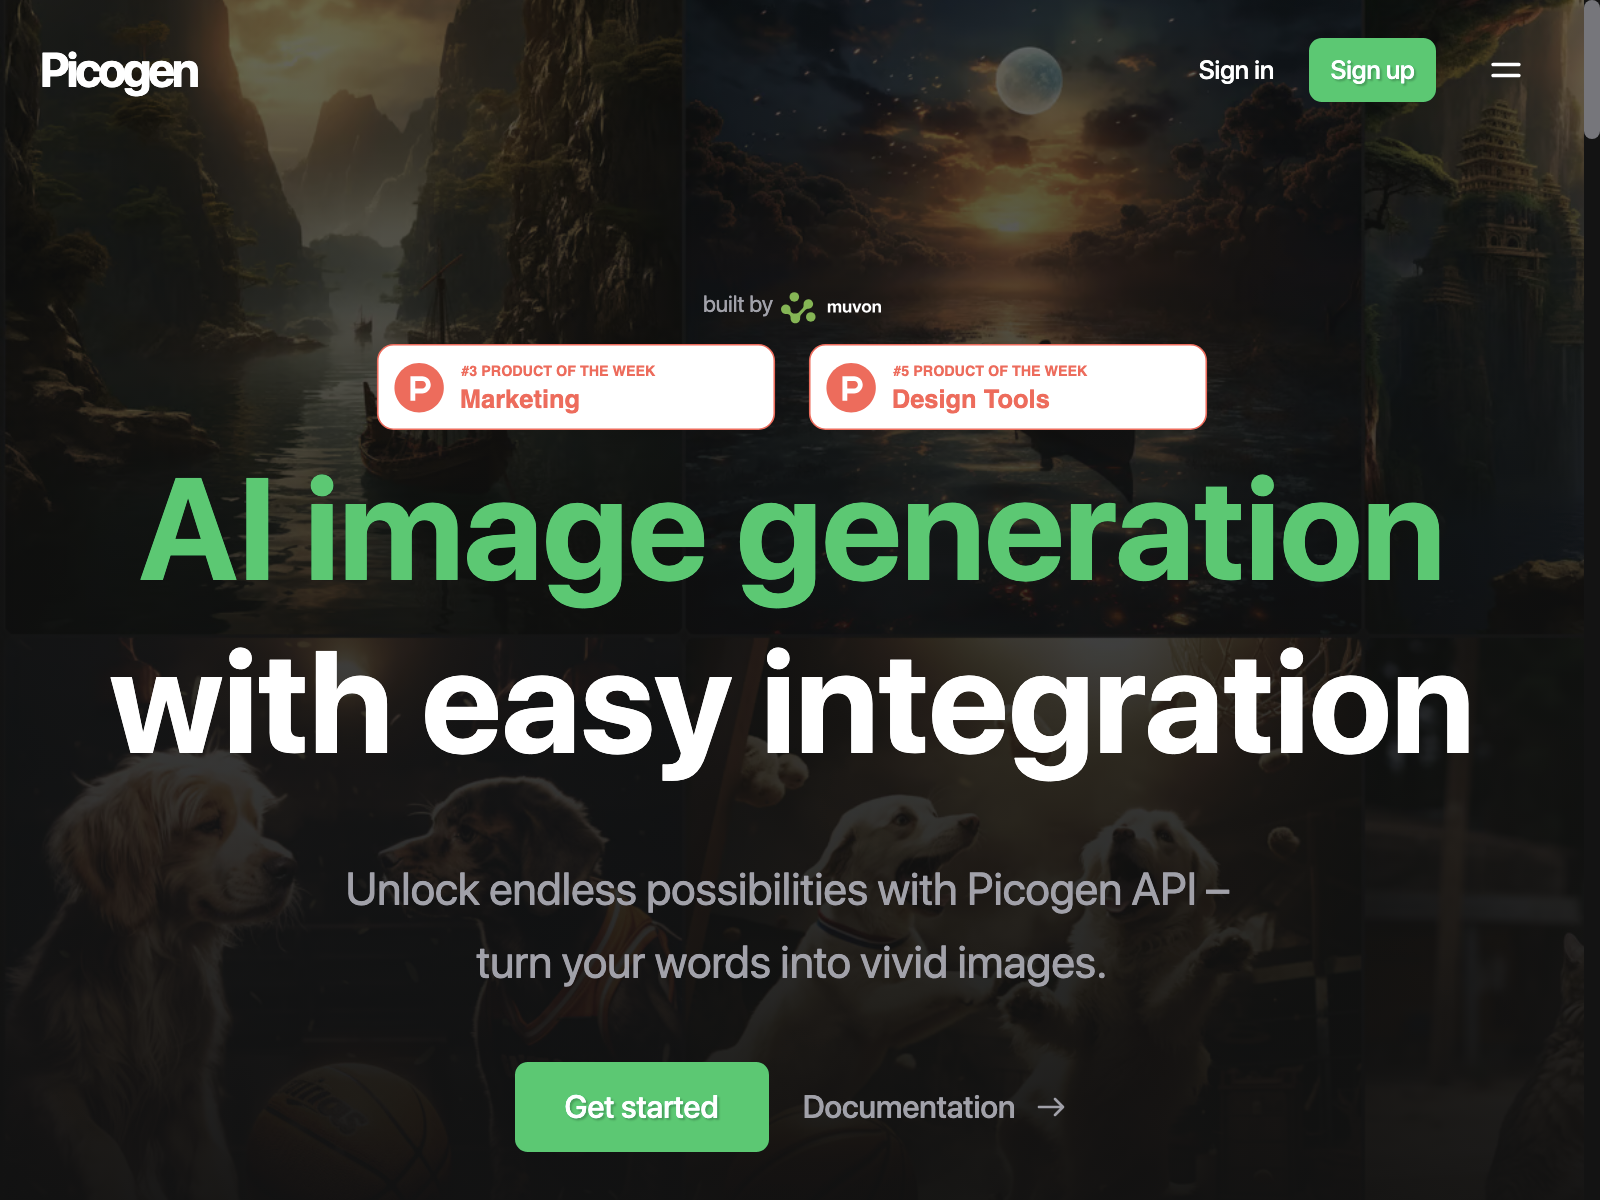 Picogen
Sign in
Sign up
built by muvon
#3 PRODUCT OF THE WEEK
Marketing
#5 PRODUCT OF THE WEEK
Design Tools
AI image generation
with easy integration
Unlock endless possibilities with Picogen API –
turn your words into vivid images.
Get started
Documentation →